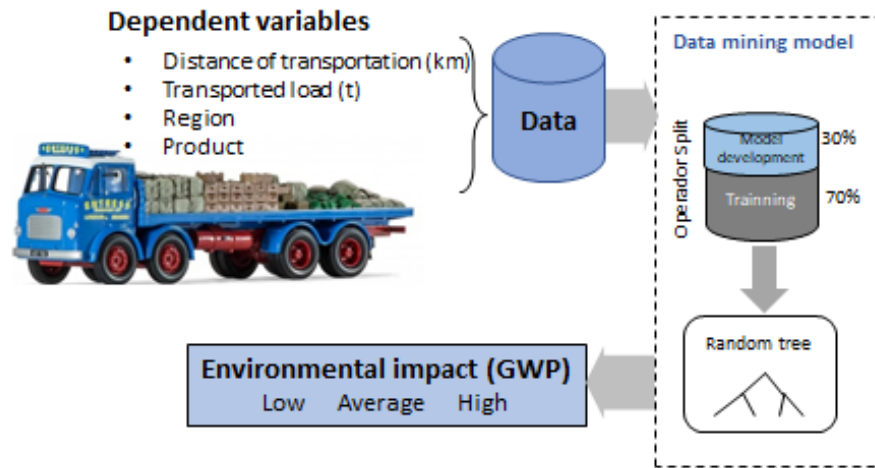 Dependent variables
• Distance of transportation (km)
• Transported load (t)
• Region
• Product
Data
Data mining model
Operador Split
Model
development
30%
Trainning
70%
Random tree
Environmental impact (GWP)
Low Average High